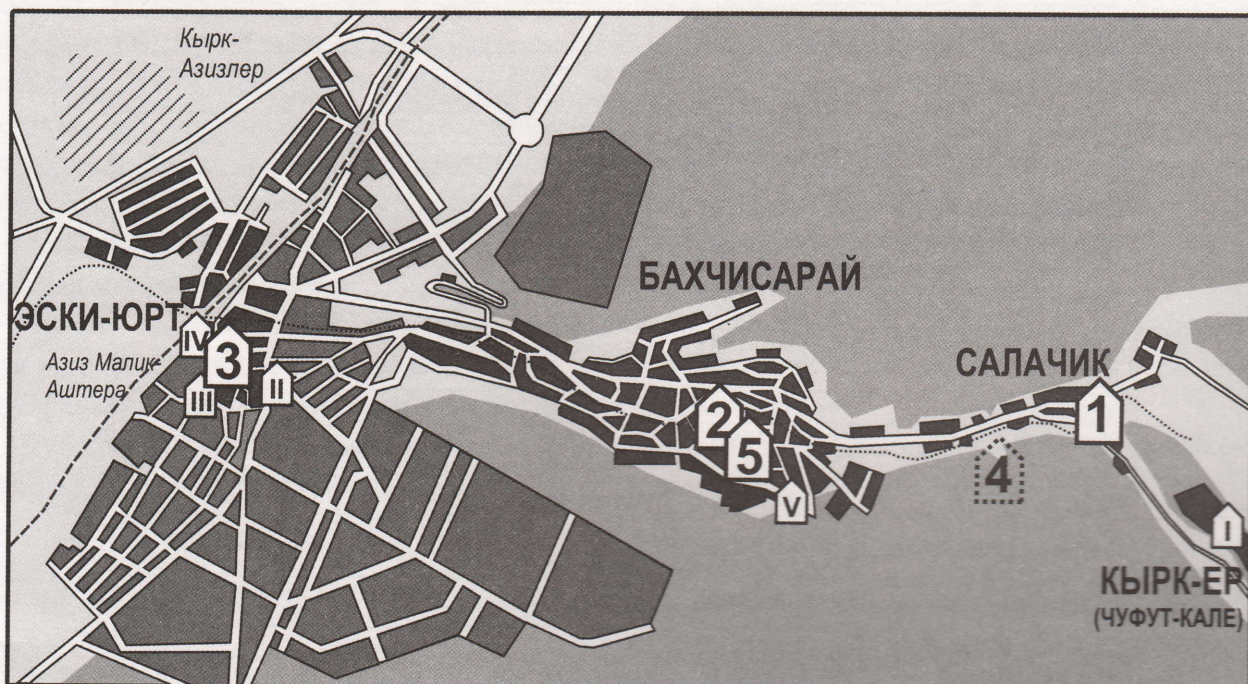 Кырк-
Азизлер
БАХЧИСАРАЙ
ЭСКИ-ЮРТ
IV
3
Азиз Малик-
Аштера
III
II
САЛАЧИК
1
2
5
4
V
I
КЫРК-ЕР
(ЧУФУТ-КАЛЕ)